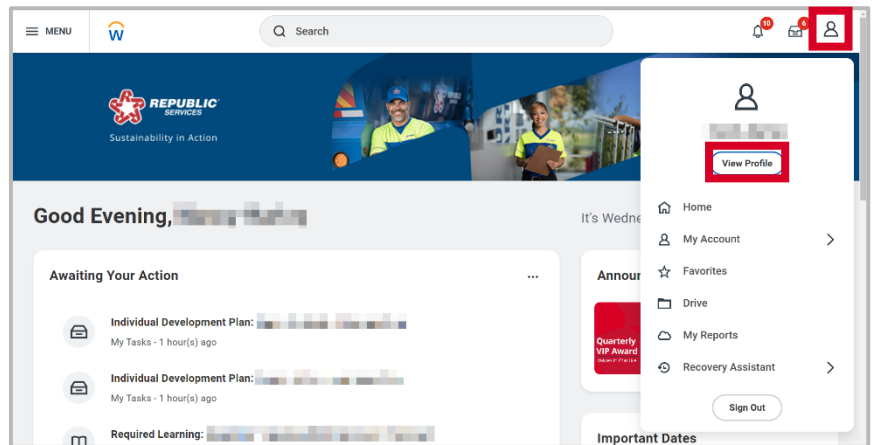 MENU
W
Search
10
6
REPUBLIC
SERVICES
Sustainability in Action
View Profile
Good Evening,
It's Wedne
Home
My Account
Favorites
Drive
My Reports
Recovery Assistant
Sign Out
Awaiting Your Action
Individual Development Plan:
My Tasks - 1 hour(s) ago
Individual Development Plan:
My Tasks - 1 hour(s) ago
Required Learning:
Announ
Quarterly
VIP Award
Important Dates